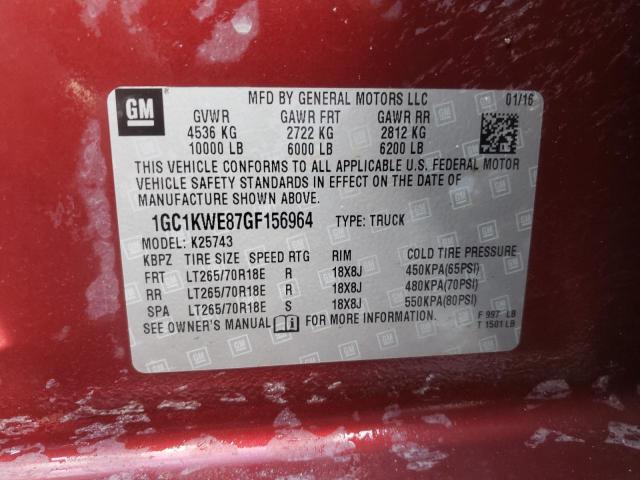 GM
MFD BY GENERAL MOTORS LLC 01/16
GVWR GAWR FRT GAWR RR
4536 KG 2722 KG 2812 KG
10000 LB 6000 LB 6200 LB
THIS VEHICLE CONFORMS TO ALL APPLICABLE U.S. FEDERAL MOTOR
VEHICLE SAFETY STANDARDS IN EFFECT ON THE DATE OF
MANUFACTURE SHOWN ABOVE.
1GC1KWE87GF156964 TYPE: TRUCK
MODEL: K25743
KBPZ TIRE SIZE SPEED RTG RIM COLD TIRE PRESSURE
FRT LT265/70R18E R 18X8J 450KPA(65PSI)
RR LT265/70R18E R 18X8J 480KPA(70PSI)
SPA LT265/70R18E S 18X8J 550KPA(80PSI)
SEE OWNER'S MANUAL FOR MORE INFORMATION. F 997 LB
T 1501 LB